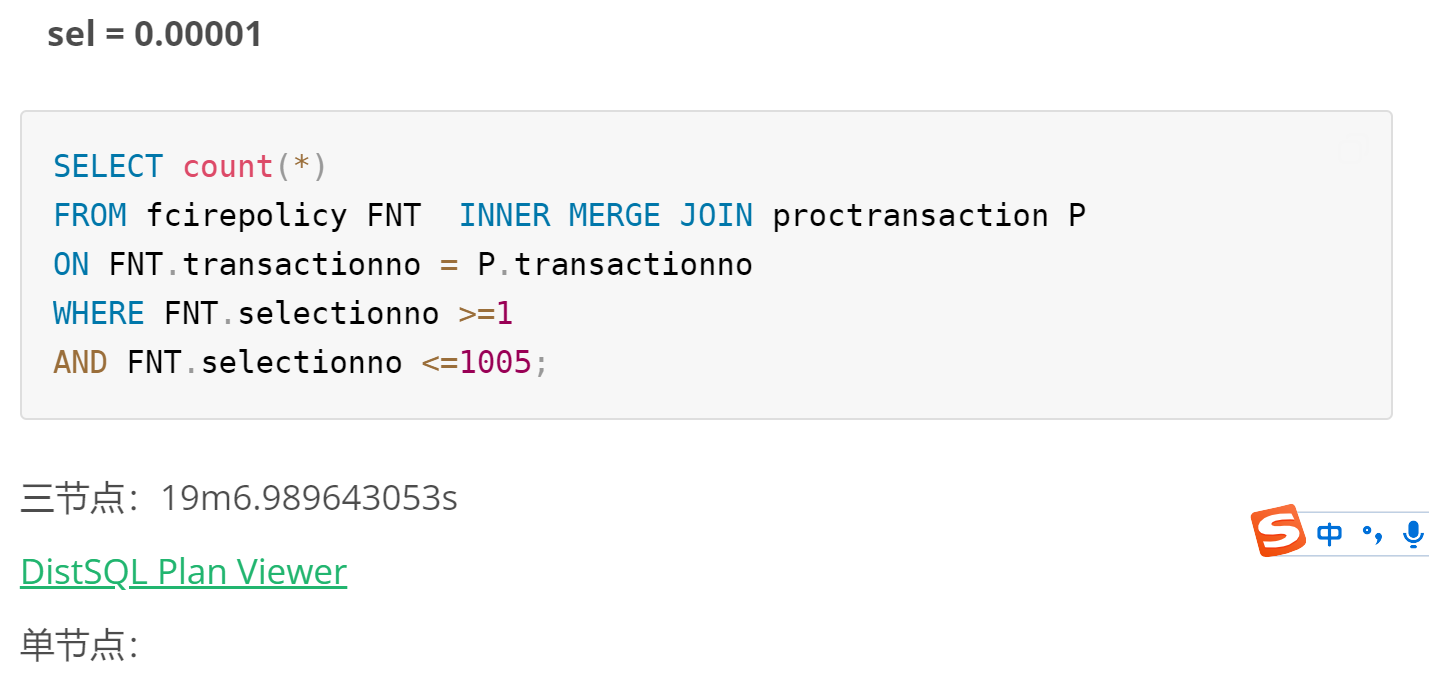 sel = 0.00001
SELECT count(*)
FROM fcirepolicy FNT  INNER MERGE JOIN proctransaction P
ON FNT.transactionno = P.transactionno
WHERE FNT.selectionno >=1
AND FNT.selectionno <=1005;
三节点：19m6.989643053s
S 中 °,
DistSQL Plan Viewer
单节点：